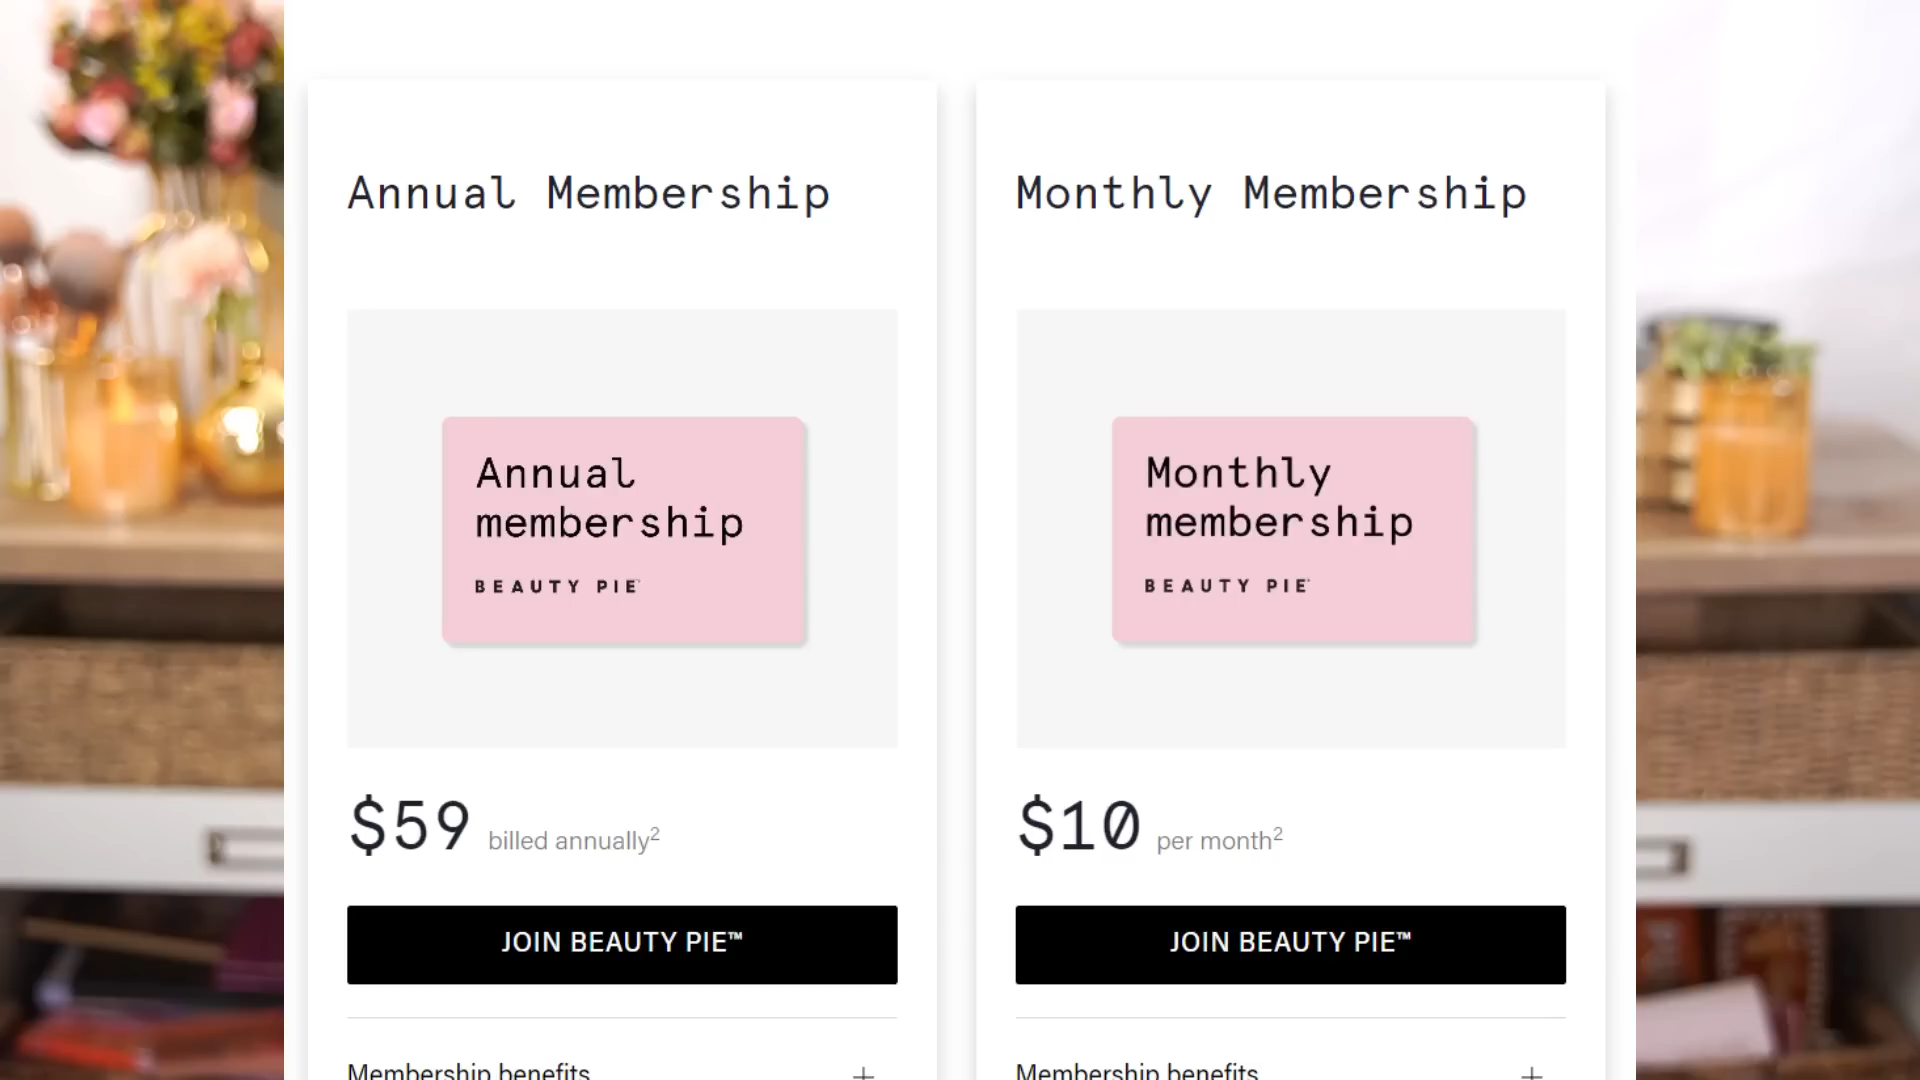 Annual Membership
Annual
membership
BEAUTY PIE
$59 billed annually²
JOIN BEAUTY PIE™
Membership benefits +
Monthly Membership
Monthly
membership
BEAUTY PIE
$10 per month²
JOIN BEAUTY PIE™
Membership benefits +